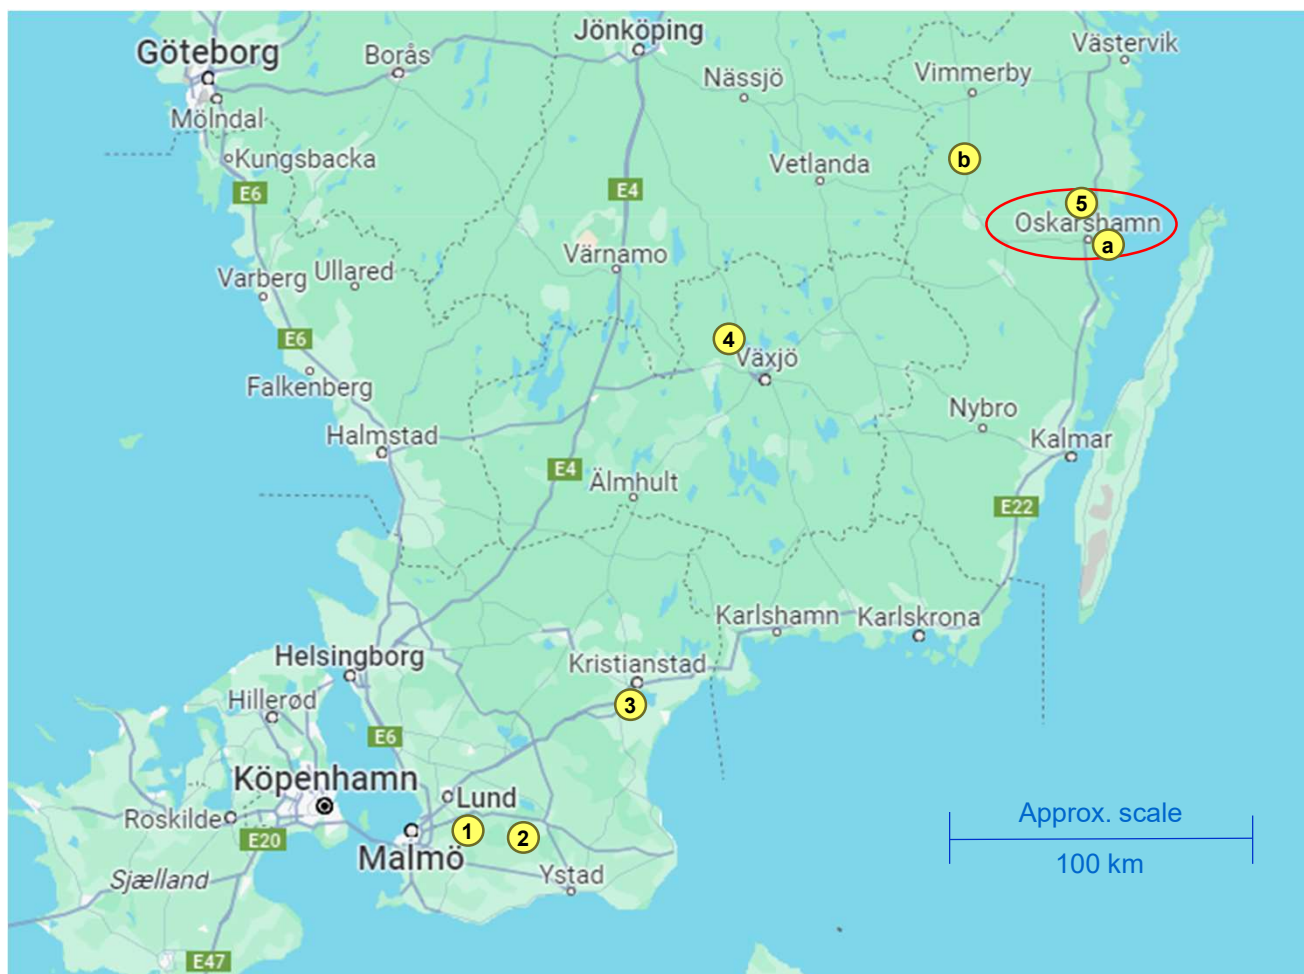 Jönköping
Västervik
Göteborg
Borås
Nässjö
Vimmerby
Mölndal
Kungsbacka
Vetlanda
b
E6
E4
5
Oskarshamn
a
Värnamo
Varberg
Ullared
E6
4
Växjö
Falkenberg
Nybro
Halmstad
Kalmar
E4
Älmhult
E22
Karlshamn
Karlskrona
Helsingborg
Kristianstad
Hillerød
3
E6
Köpenhamn
Lund
Roskilde
1
2
E20
Malmö
Ystad
Sjælland
E47
Approx. scale
100 km